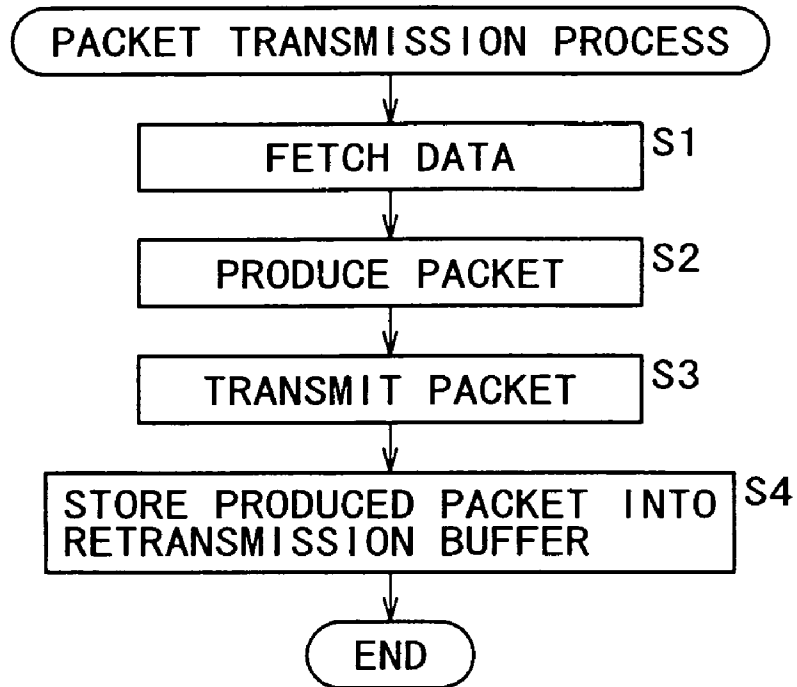 PACKET TRANSMISSION PROCESS
FETCH DATA S1
PRODUCE PACKET S2
TRANSMIT PACKET S3
STORE PRODUCED PACKET INTO S4
RETRANSMISSION BUFFER
END